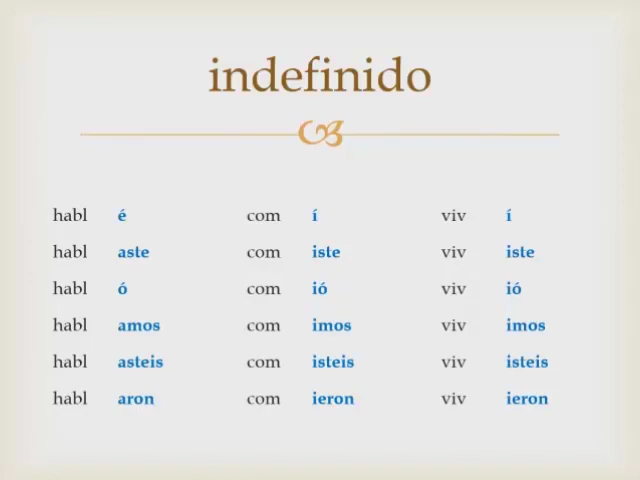 indefinido
habl é com í viv í
habl aste com iste viv iste
habl ó com ió viv ió
habl amos com imos viv imos
habl asteis com isteis viv isteis
habl aron com ieron viv ieron